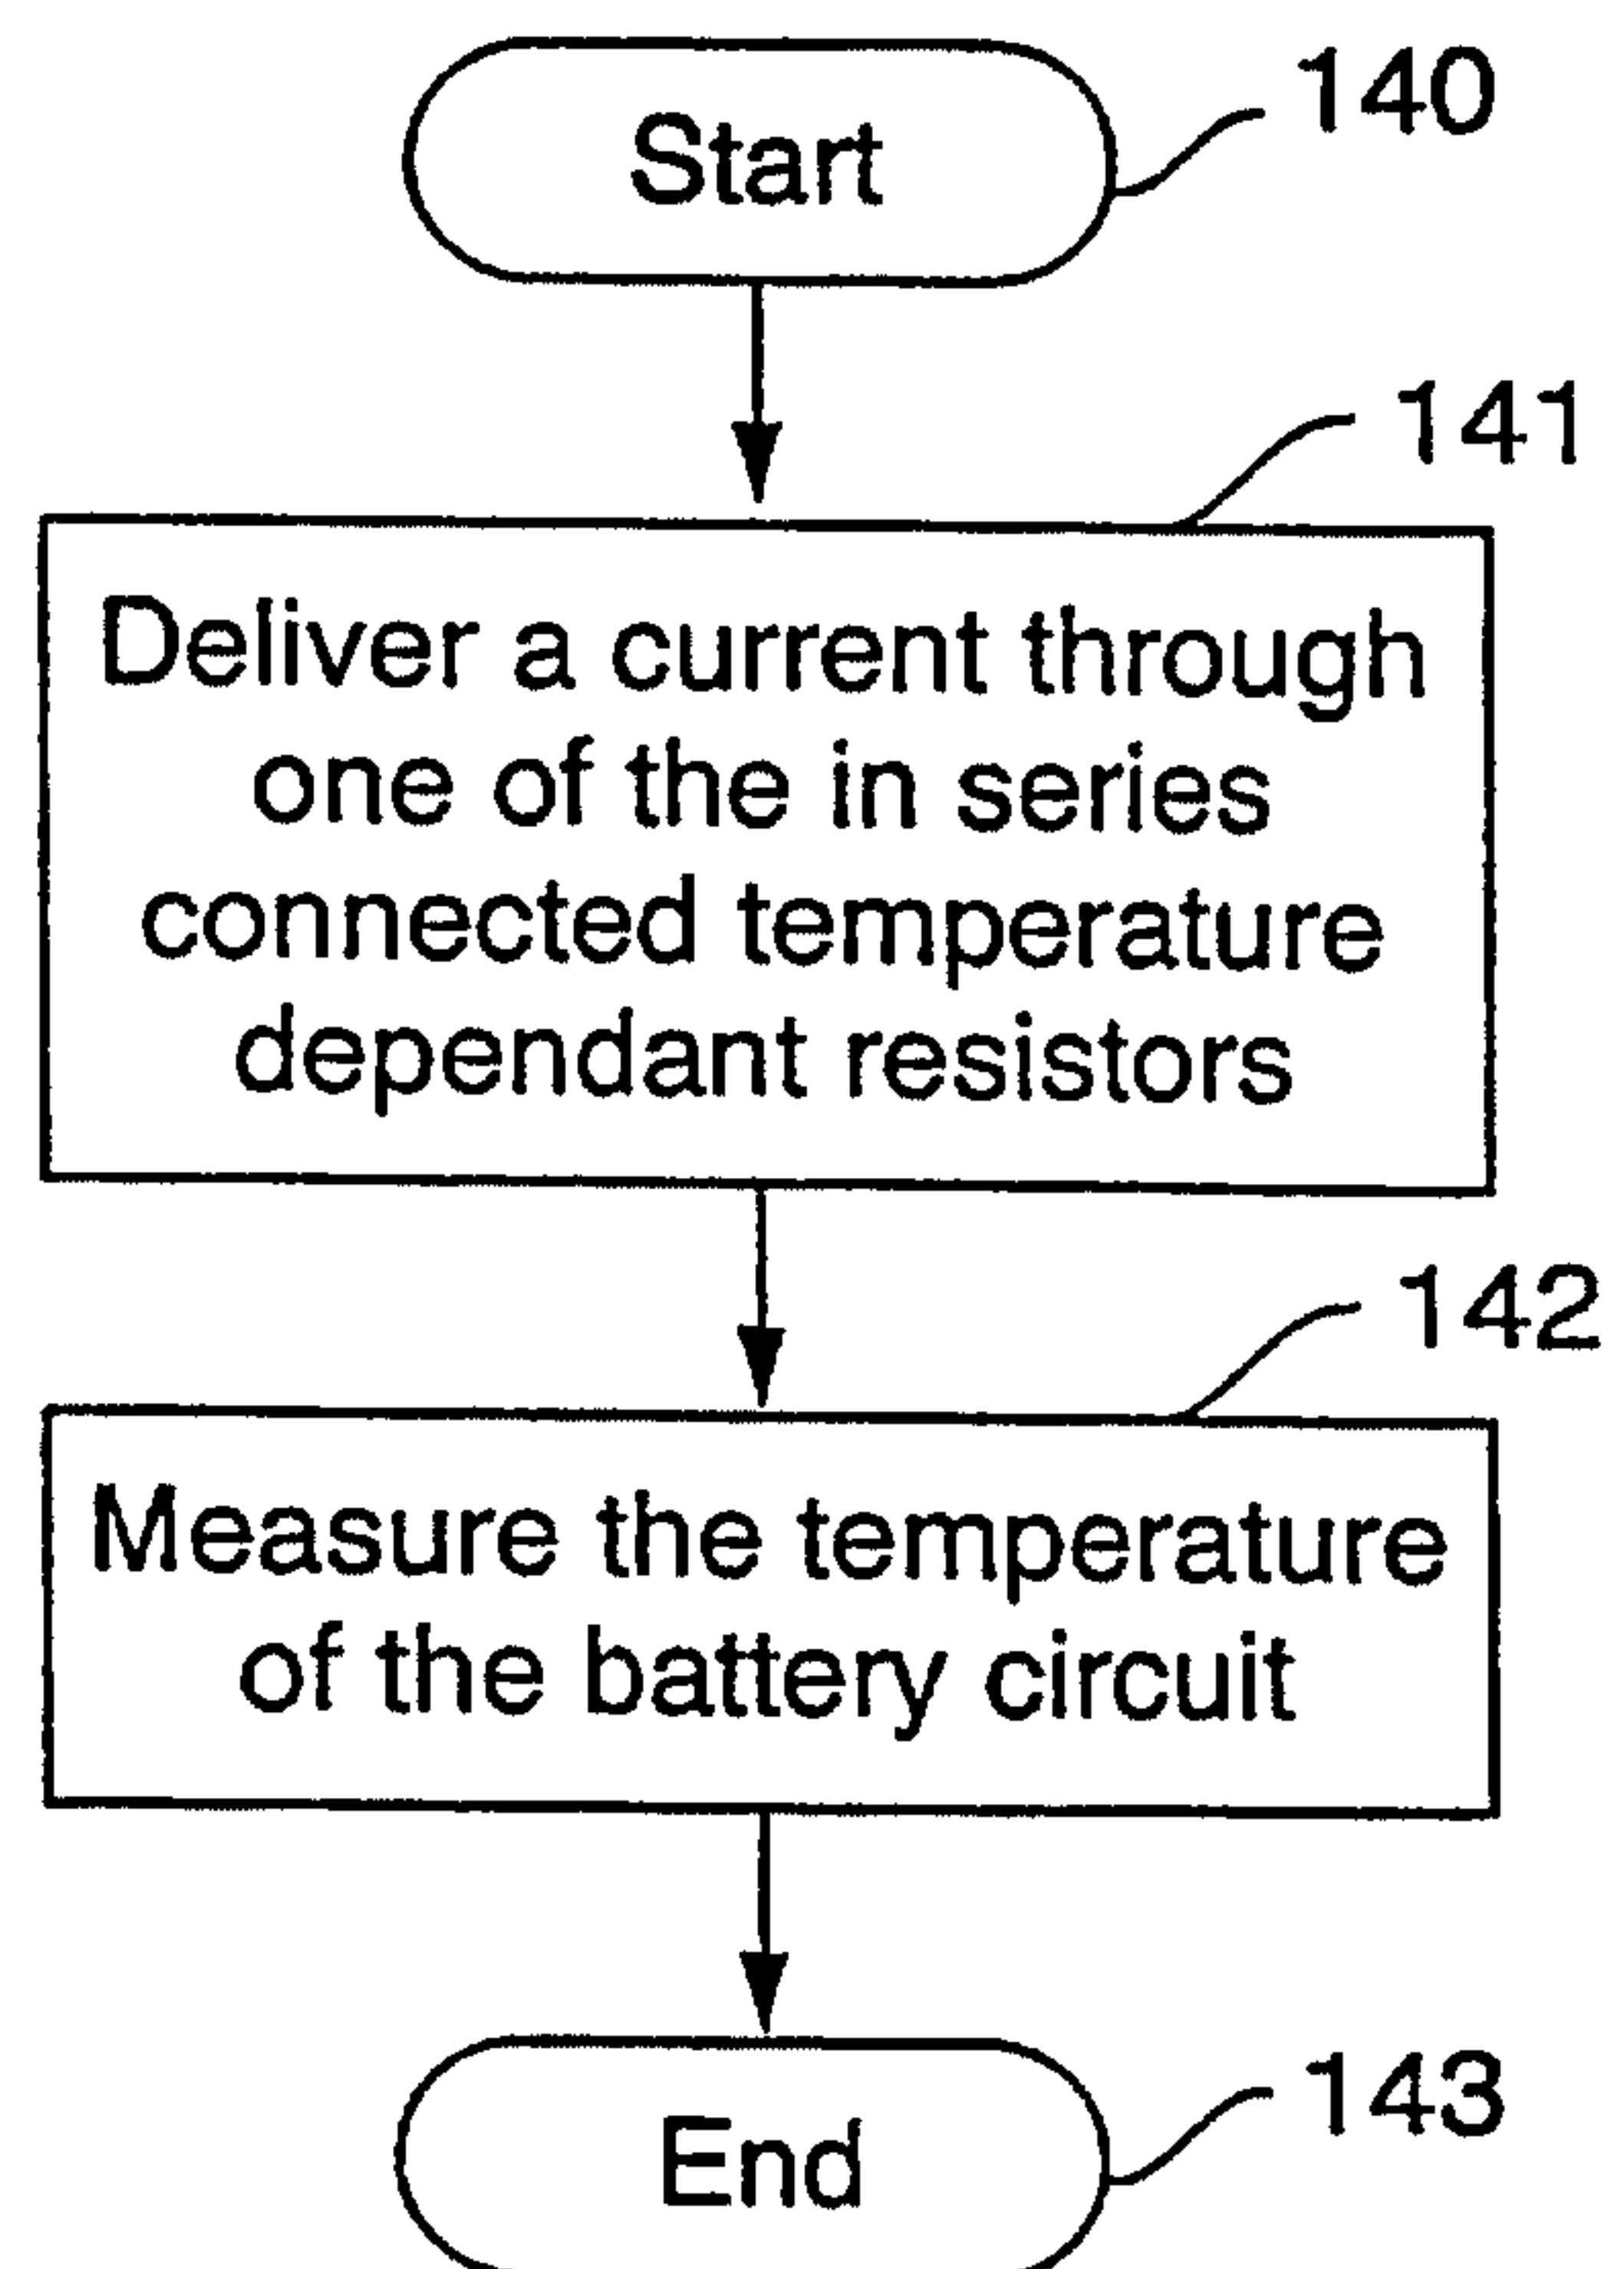 Start
140
141
Deliver a current through
one of the in series
connected temperature
dependant resistors
142
Measure the temperature
of the battery circuit
143
End